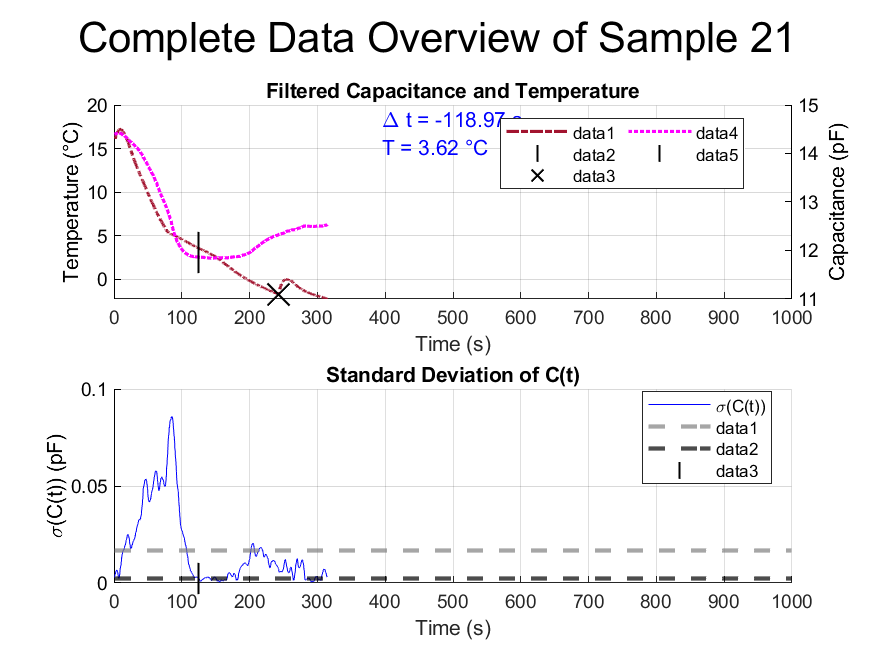 Complete Data Overview of Sample 21
Filtered Capacitance and Temperature
Δ t = -118.97 s
T = 3.62 °C
data1
data2
data3
data4
data5
Temperature (°C)
20
15
10
5
0
Capacitance (pF)
15
14
13
12
11
0 100 200 300 400 500 600 700 800 900 1000
Time (s)
Standard Deviation of C(t)
σ(C(t))
data1
data2
data3
σ(C(t)) (pF)
0.1
0.05
0
0 100 200 300 400 500 600 700 800 900 1000
Time (s)